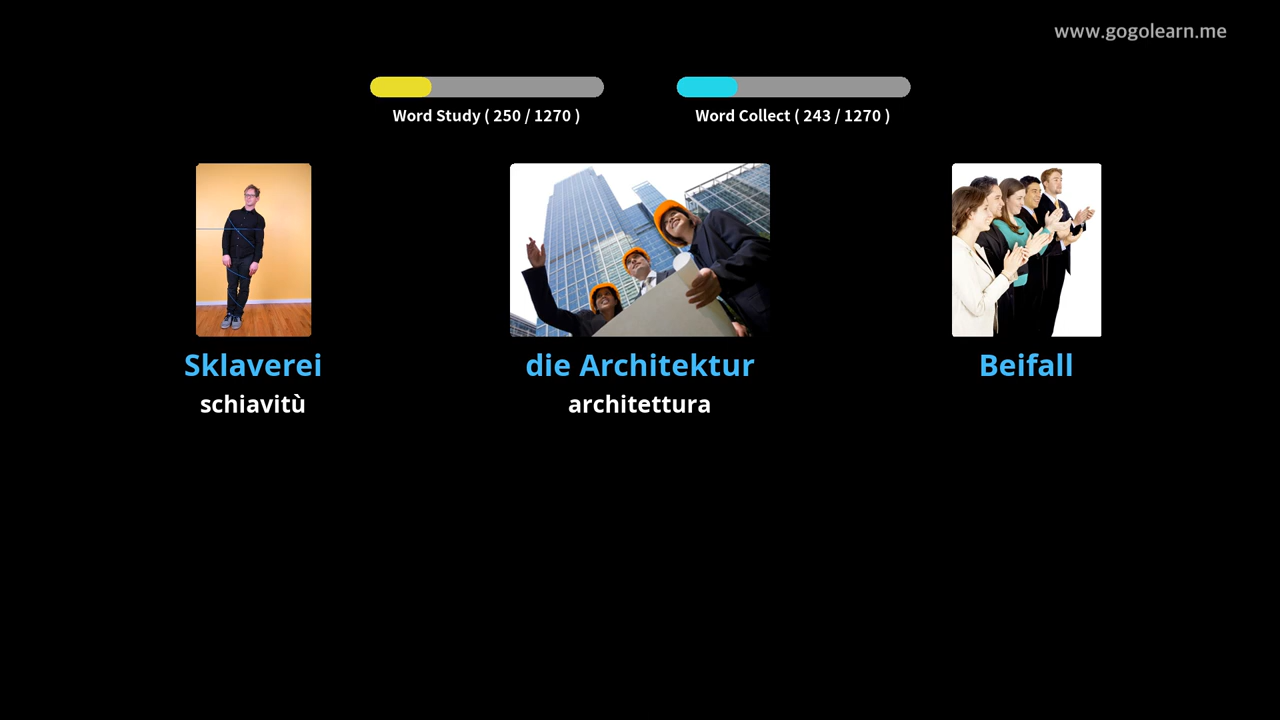 www.gogolearn.me
Word Study ( 250 / 1270 )
Word Collect ( 243 / 1270 )
Sklaverei
die Architektur
Beifall
schiavitù
architettura